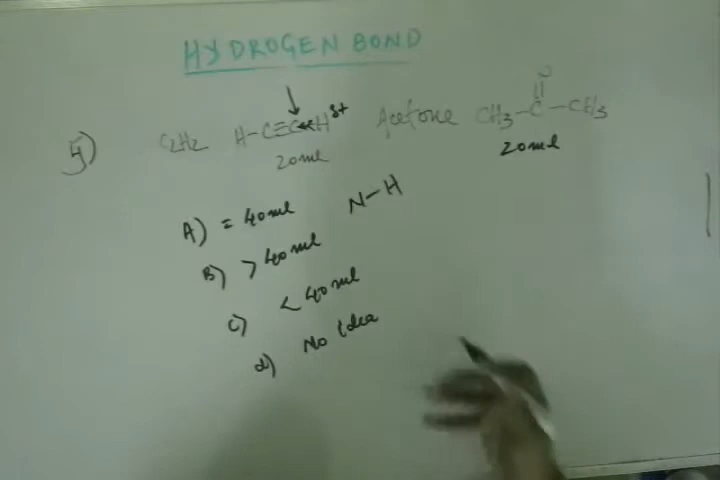 HYDROGEN BOND
5) C2H2 H-C≡C-H δ+ Acetone CH3-C-CH3
O
20ml 20ml
A) = 40ml N-H
B) > 40ml
C) < 40ml
d) No idea